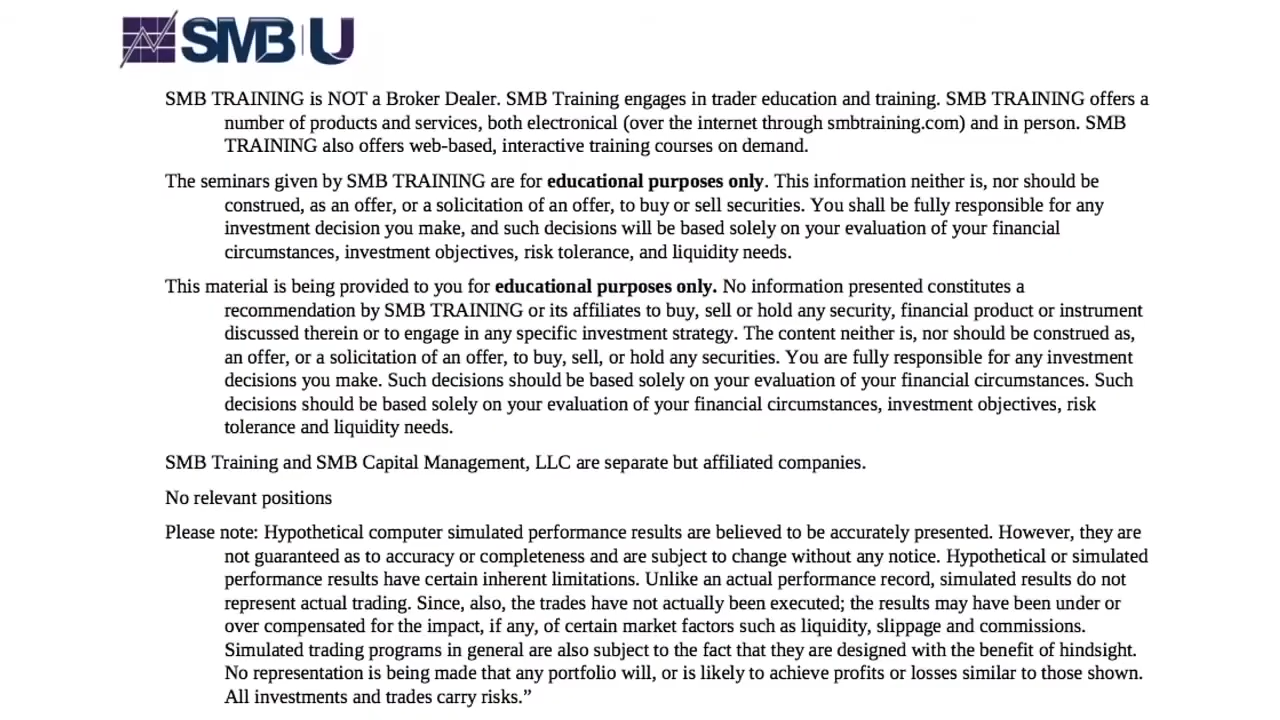 SMB U
SMB TRAINING is NOT a Broker Dealer. SMB Training engages in trader education and training. SMB TRAINING offers a
number of products and services, both electronical (over the internet through smbtraining.com) and in person. SMB
TRAINING also offers web-based, interactive training courses on demand.
The seminars given by SMB TRAINING are for educational purposes only. This information neither is, nor should be
construed, as an offer, or a solicitation of an offer, to buy or sell securities. You shall be fully responsible for any
investment decision you make, and such decisions will be based solely on your evaluation of your financial
circumstances, investment objectives, risk tolerance, and liquidity needs.
This material is being provided to you for educational purposes only. No information presented constitutes a
recommendation by SMB TRAINING or its affiliates to buy, sell or hold any security, financial product or instrument
discussed therein or to engage in any specific investment strategy. The content neither is, nor should be construed as,
an offer, or a solicitation of an offer, to buy, sell, or hold any securities. You are fully responsible for any investment
decisions you make. Such decisions should be based solely on your evaluation of your financial circumstances. Such
decisions should be based solely on your evaluation of your financial circumstances, investment objectives, risk
tolerance and liquidity needs.
SMB Training and SMB Capital Management, LLC are separate but affiliated companies.
No relevant positions
Please note: Hypothetical computer simulated performance results are believed to be accurately presented. However, they are
not guaranteed as to accuracy or completeness and are subject to change without any notice. Hypothetical or simulated
performance results have certain inherent limitations. Unlike an actual performance record, simulated results do not
represent actual trading. Since, also, the trades have not actually been executed; the results may have been under or
over compensated for the impact, if any, of certain market factors such as liquidity, slippage and commissions.
Simulated trading programs in general are also subject to the fact that they are designed with the benefit of hindsight.
No representation is being made that any portfolio will, or is likely to achieve profits or losses similar to those shown.
All investments and trades carry risks.”